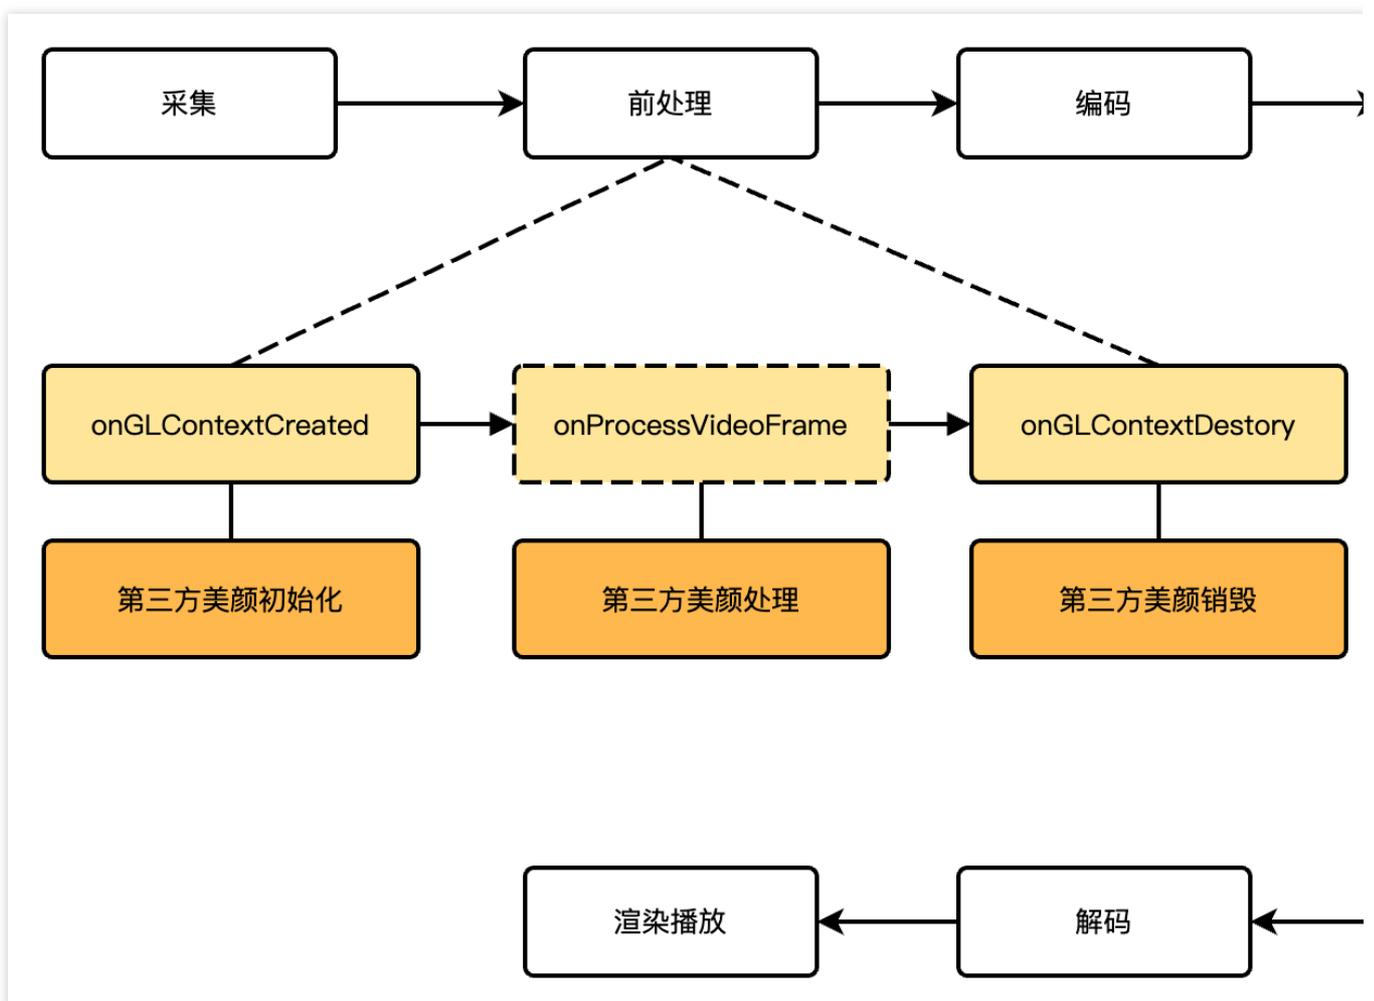 采集
前处理
编码
onGLContextCreated
onProcessVideoFrame
onGLContextDestory
第三方美颜初始化
第三方美颜处理
第三方美颜销毁
渲染播放
解码